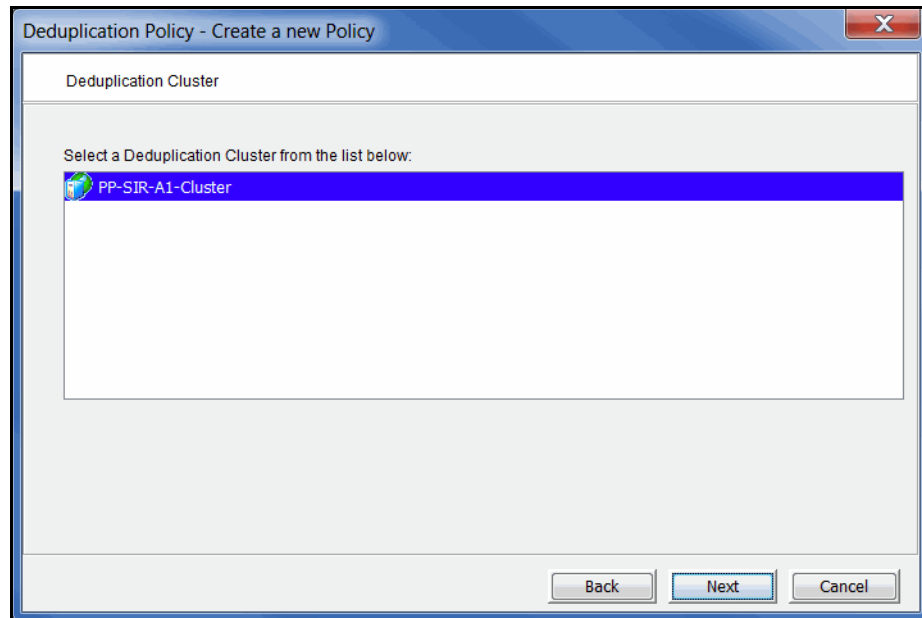 Deduplication Policy - Create a new Policy
X
Deduplication Cluster
Select a Deduplication Cluster from the list below:
PP-SIR-A1-Cluster
Back Next Cancel